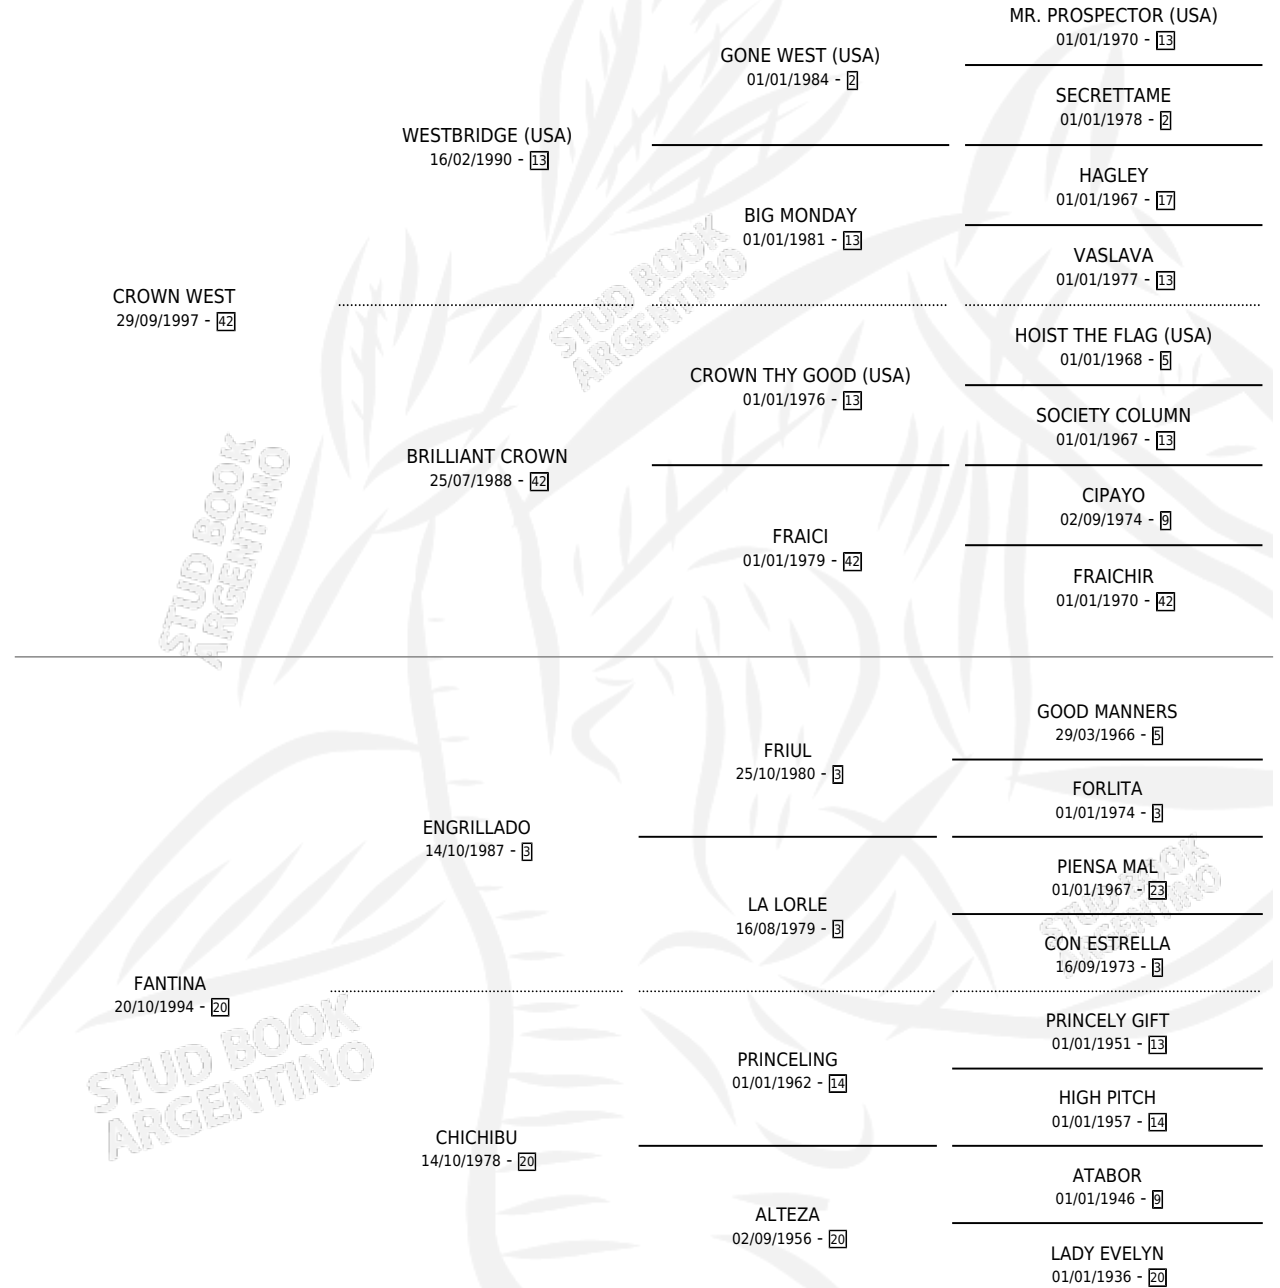 MR. PROSPECTOR (USA)
01/01/1970 - 13
GONE WEST (USA)
01/01/1984 - 2
SECRETTAME
01/01/1978 - 2
WESTBRIDGE (USA)
16/02/1990 - 13
HAGLEY
01/01/1967 - 17
BIG MONDAY
01/01/1981 - 13
VASLAVA
01/01/1977 - 13
CROWN WEST
29/09/1997 - 42
STUD BOOK
ARGENTINO
HOIST THE FLAG (USA)
01/01/1968 - 5
CROWN THY GOOD (USA)
01/01/1976 - 13
SOCIETY COLUMN
01/01/1967 - 13
BRILLIANT CROWN
25/07/1988 - 42
CIPAYO
02/09/1974 - 9
FRAICI
01/01/1979 - 42
FRAICHIR
01/01/1970 - 42
STUD BOOK
ARGENTINO
GOOD MANNERS
29/03/1966 - 5
FRIUL
25/10/1980 - 3
FORLITA
01/01/1974 - 3
ENGRILLADO
14/10/1987 - 3
PIENSA MAL
01/01/1967 - 23
LA LORLE
16/08/1979 - 3
STUD BOOK
ARGENTINO
CON ESTRELLA
16/09/1973 - 3
FANTINA
20/10/1994 - 20
PRINCELY GIFT
01/01/1951 - 13
STUD BOOK
ARGENTINO
PRINCELING
01/01/1962 - 14
HIGH PITCH
01/01/1957 - 14
CHICHIBU
14/10/1978 - 20
ATABOR
01/01/1946 - 9
ALTEZA
02/09/1956 - 20
LADY EVELYN
01/01/1936 - 20